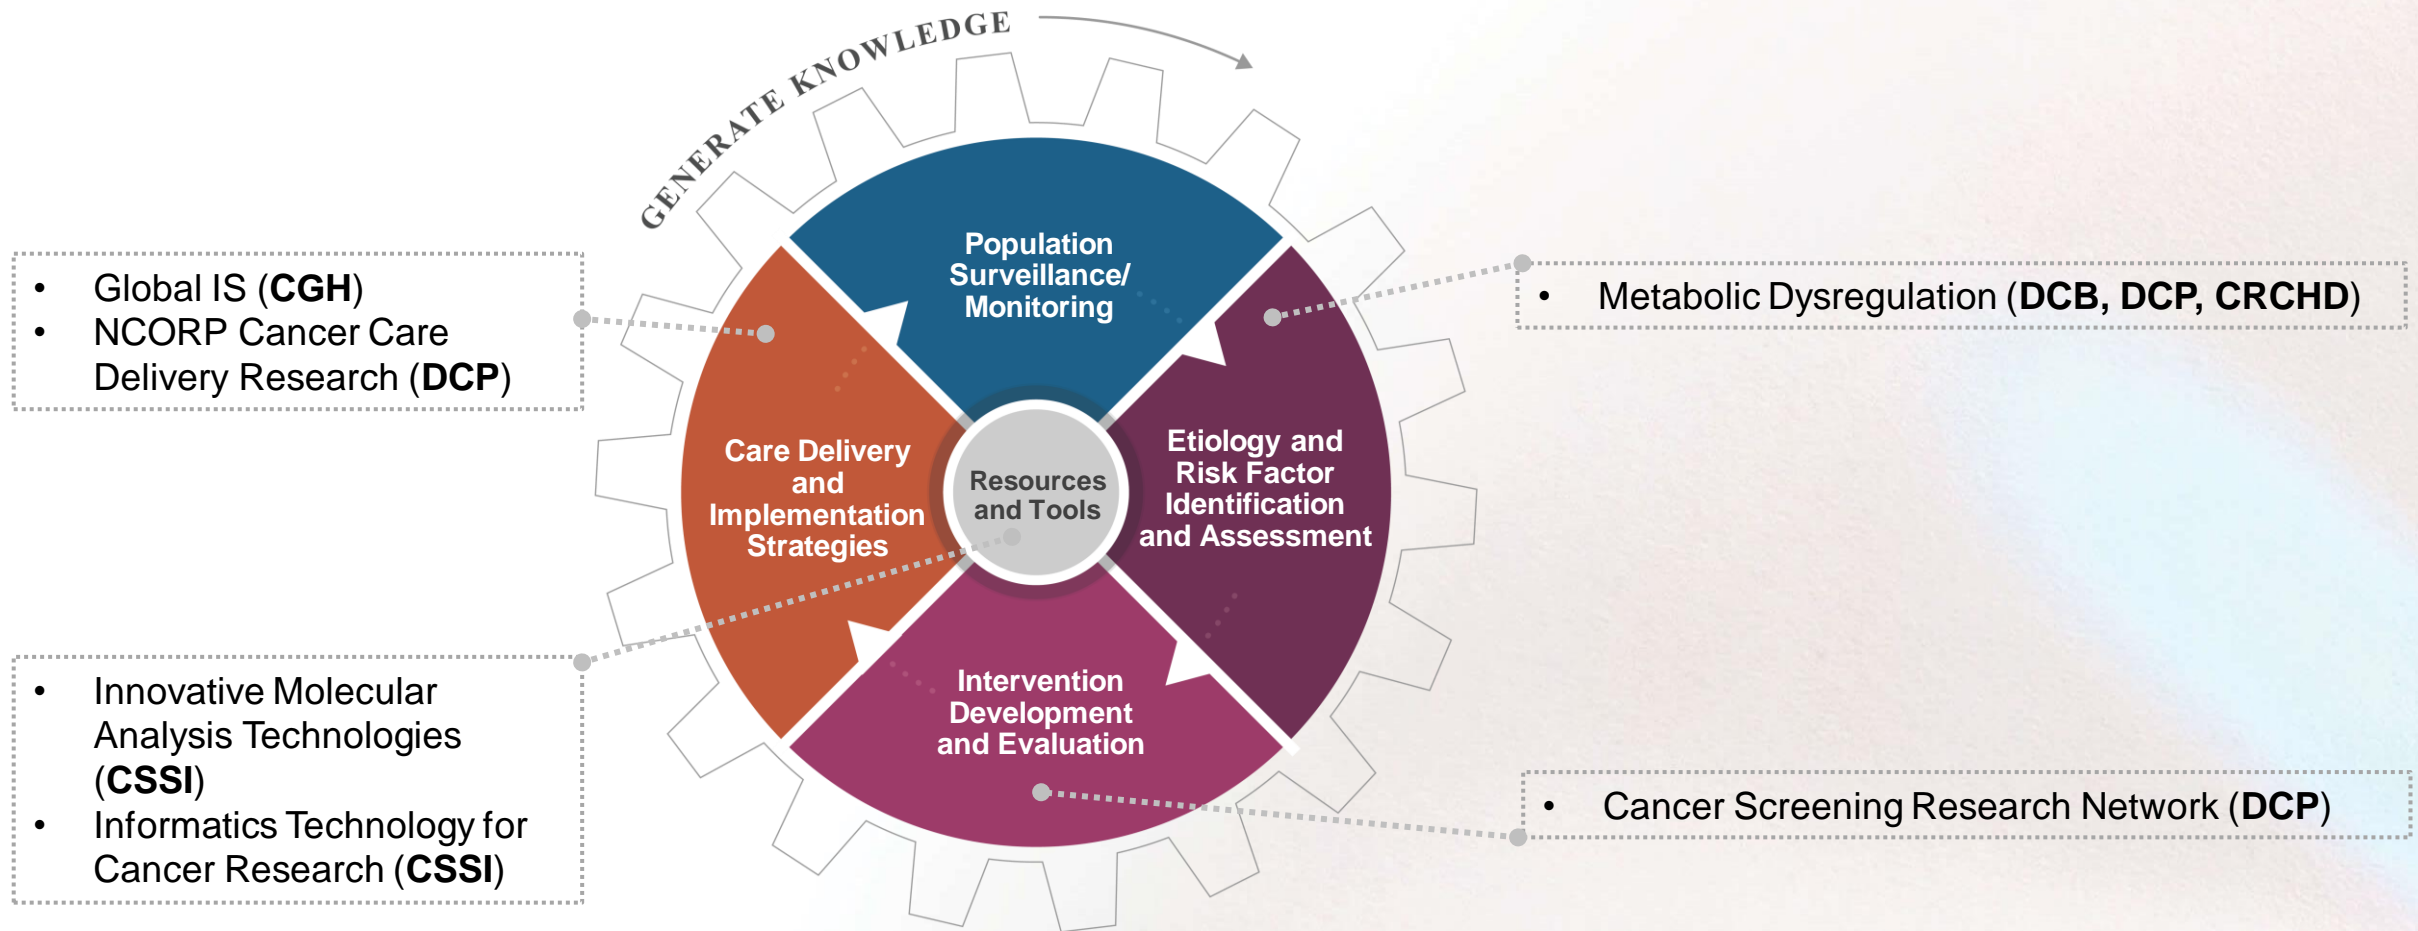 GENERATE KNOWLEDGE
Population
Surveillance/
Monitoring
• Global IS (CGH)
• NCORP Cancer Care
Delivery Research (DCP)
• Metabolic Dysregulation (DCB, DCP, CRCHD)
Care Delivery
and
Implementation
Strategies
Resources
and Tools
Etiology and
Risk Factor
Identification
and Assessment
Intervention
Development
and Evaluation
• Innovative Molecular
Analysis Technologies
(CSSI)
• Informatics Technology for
Cancer Research (CSSI)
• Cancer Screening Research Network (DCP)